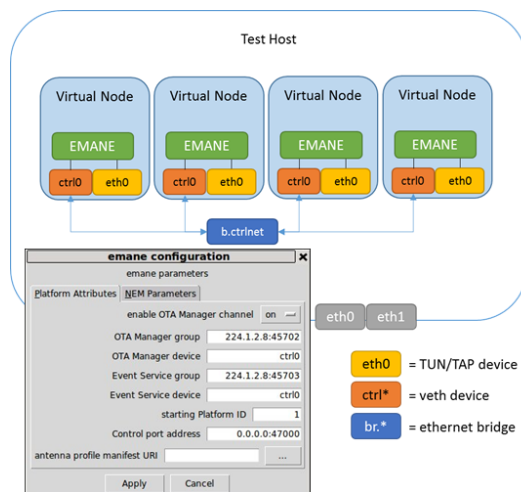 Test Host
Virtual Node Virtual Node Virtual Node Virtual Node
EMANE EMANE EMANE EMANE
ctrl0 eth0 ctrl0 eth0 ctrl0 eth0 ctrl0 eth0
b.ctrlnet
emane configuration
emane parameters
Platform Attributes NEM Parameters
enable OTA Manager channel on
OTA Manager group 224.1.2.8:45702
OTA Manager device ctrl0
Event Service group 224.1.2.8:45703
Event Service device ctrl0
starting Platform ID 1
Control port address 0.0.0.0:47000
antenna profile manifest URI ...
Apply Cancel
eth0 eth1
eth0 = TUN/TAP device
ctrl* = veth device
br.* = ethernet bridge